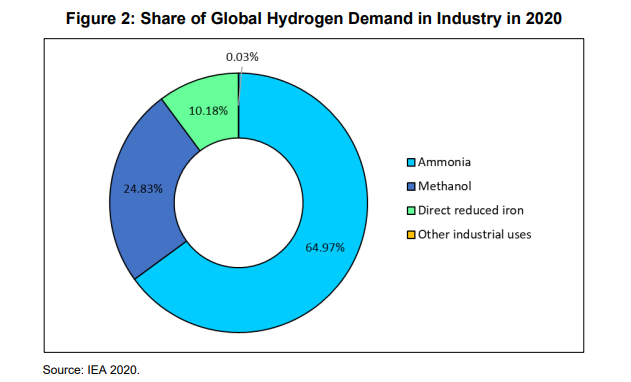 Figure 2: Share of Global Hydrogen Demand in Industry in 2020
0.03%
10.18%
24.83%
64.97%
Ammonia
Methanol
Direct reduced iron
Other industrial uses
Source: IEA 2020.